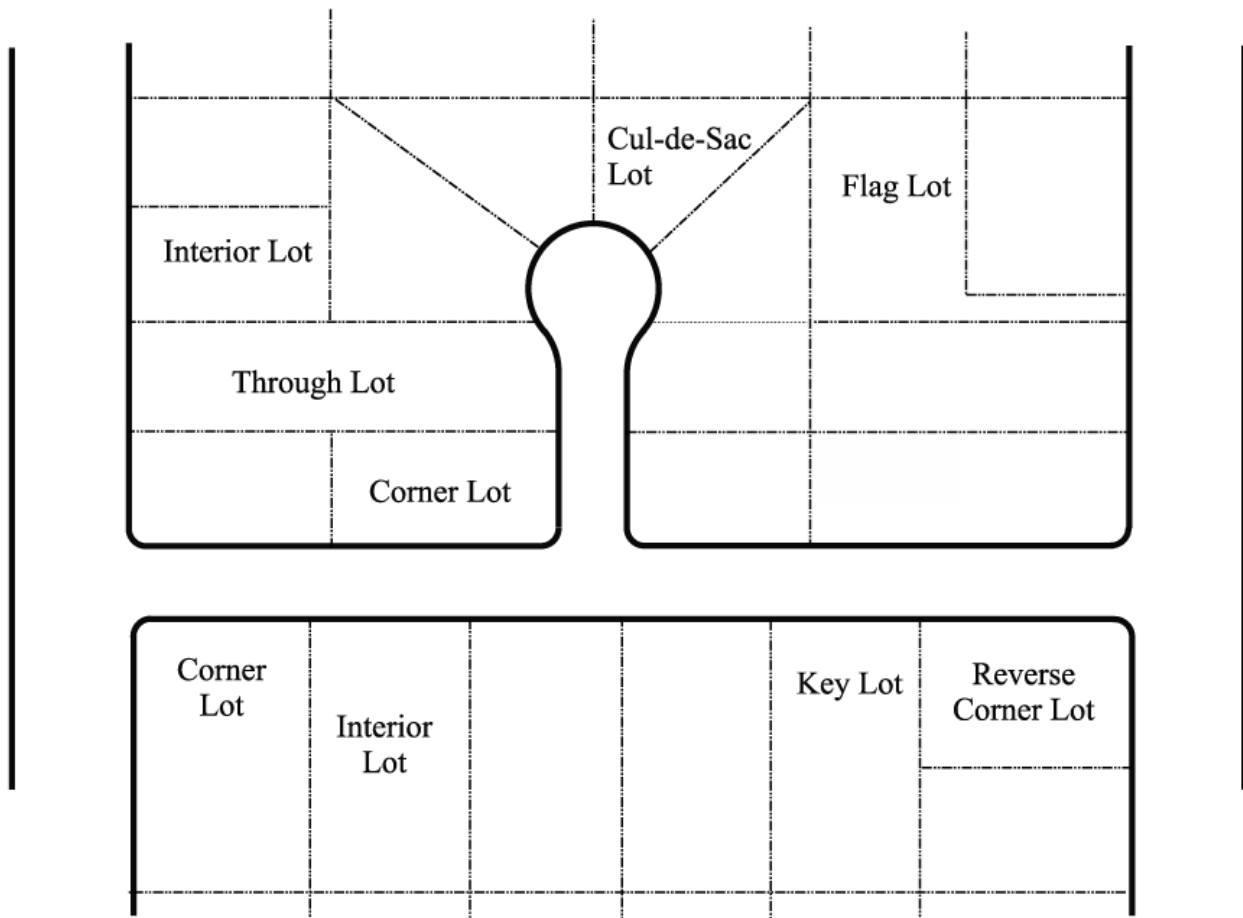 Cul-de-Sac
Lot
Flag Lot
Interior Lot
Through Lot
Corner Lot
Corner
Lot
Interior
Lot
Key Lot
Reverse
Corner Lot